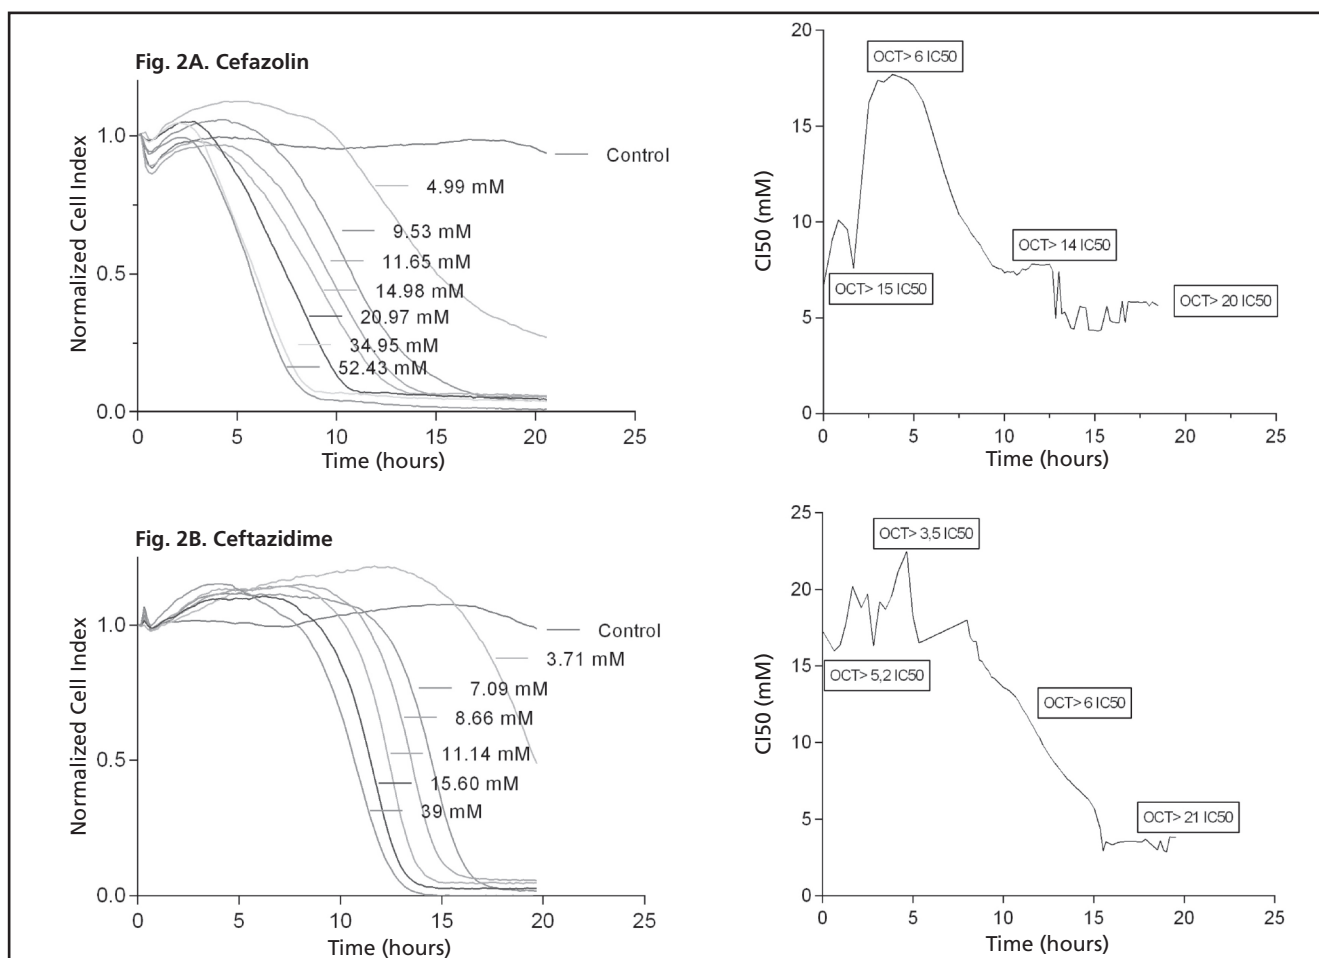 Fig. 2A. Cefazolin
Normalized Cell Index
1.0
0.5
0.0
Control
4.99 mM
9.53 mM
11.65 mM
14.98 mM
20.97 mM
34.95 mM
52.43 mM
0 5 10 15 20 25
Time (hours)
CI50 (mM)
20
15
10
5
0
OCT> 6 IC50
OCT> 14 IC50
OCT> 15 IC50
OCT> 20 IC50
0 5 10 15 20 25
Time (hours)
Fig. 2B. Ceftazidime
Normalized Cell Index
1.0
0.5
0.0
Control
3.71 mM
7.09 mM
8.66 mM
11.14 mM
15.60 mM
39 mM
0 5 10 15 20 25
Time (hours)
CI50 (mM)
25
20
15
10
5
0
OCT> 3,5 IC50
OCT> 5,2 IC50
OCT> 6 IC50
OCT> 21 IC50
0 5 10 15 20 25
Time (hours)